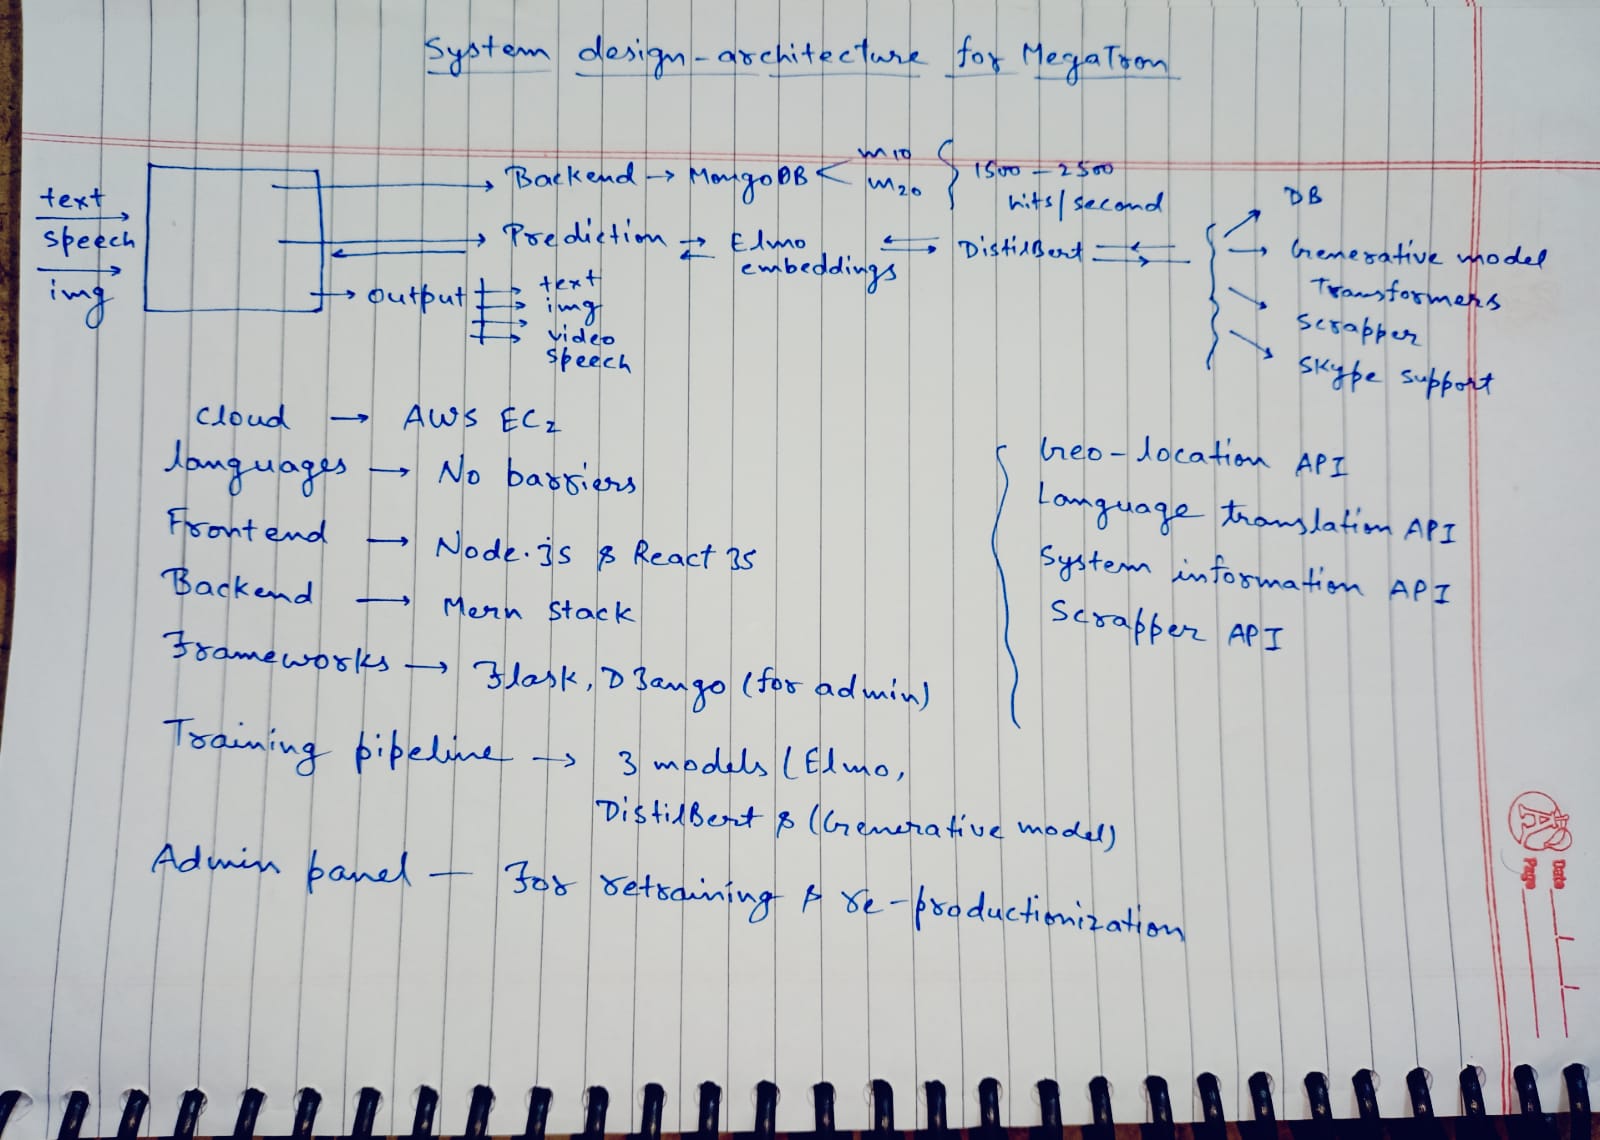 System design-architecture for MegaTron
text
speech
img
Backend → MongoDB < M10
M20
1500 - 2500
hits/second
Prediction ⇄ Elmo
embeddings
DistilBert
DB
Generative model
Transformers
Scrapper
Skype support
output
text
img
video
speech
Cloud → AWS EC2
languages → No barriers
Frontend → Node.js & React JS
Backend → Mern Stack
Frameworks → Flask, DJango (for admin)
Training pipeline → 3 models (Elmo,
DistilBert & (Generative model)
Admin panel - For retraining & re-productionization
Geo-location API
Language translation API
System information API
Scrapper API
Date
Page